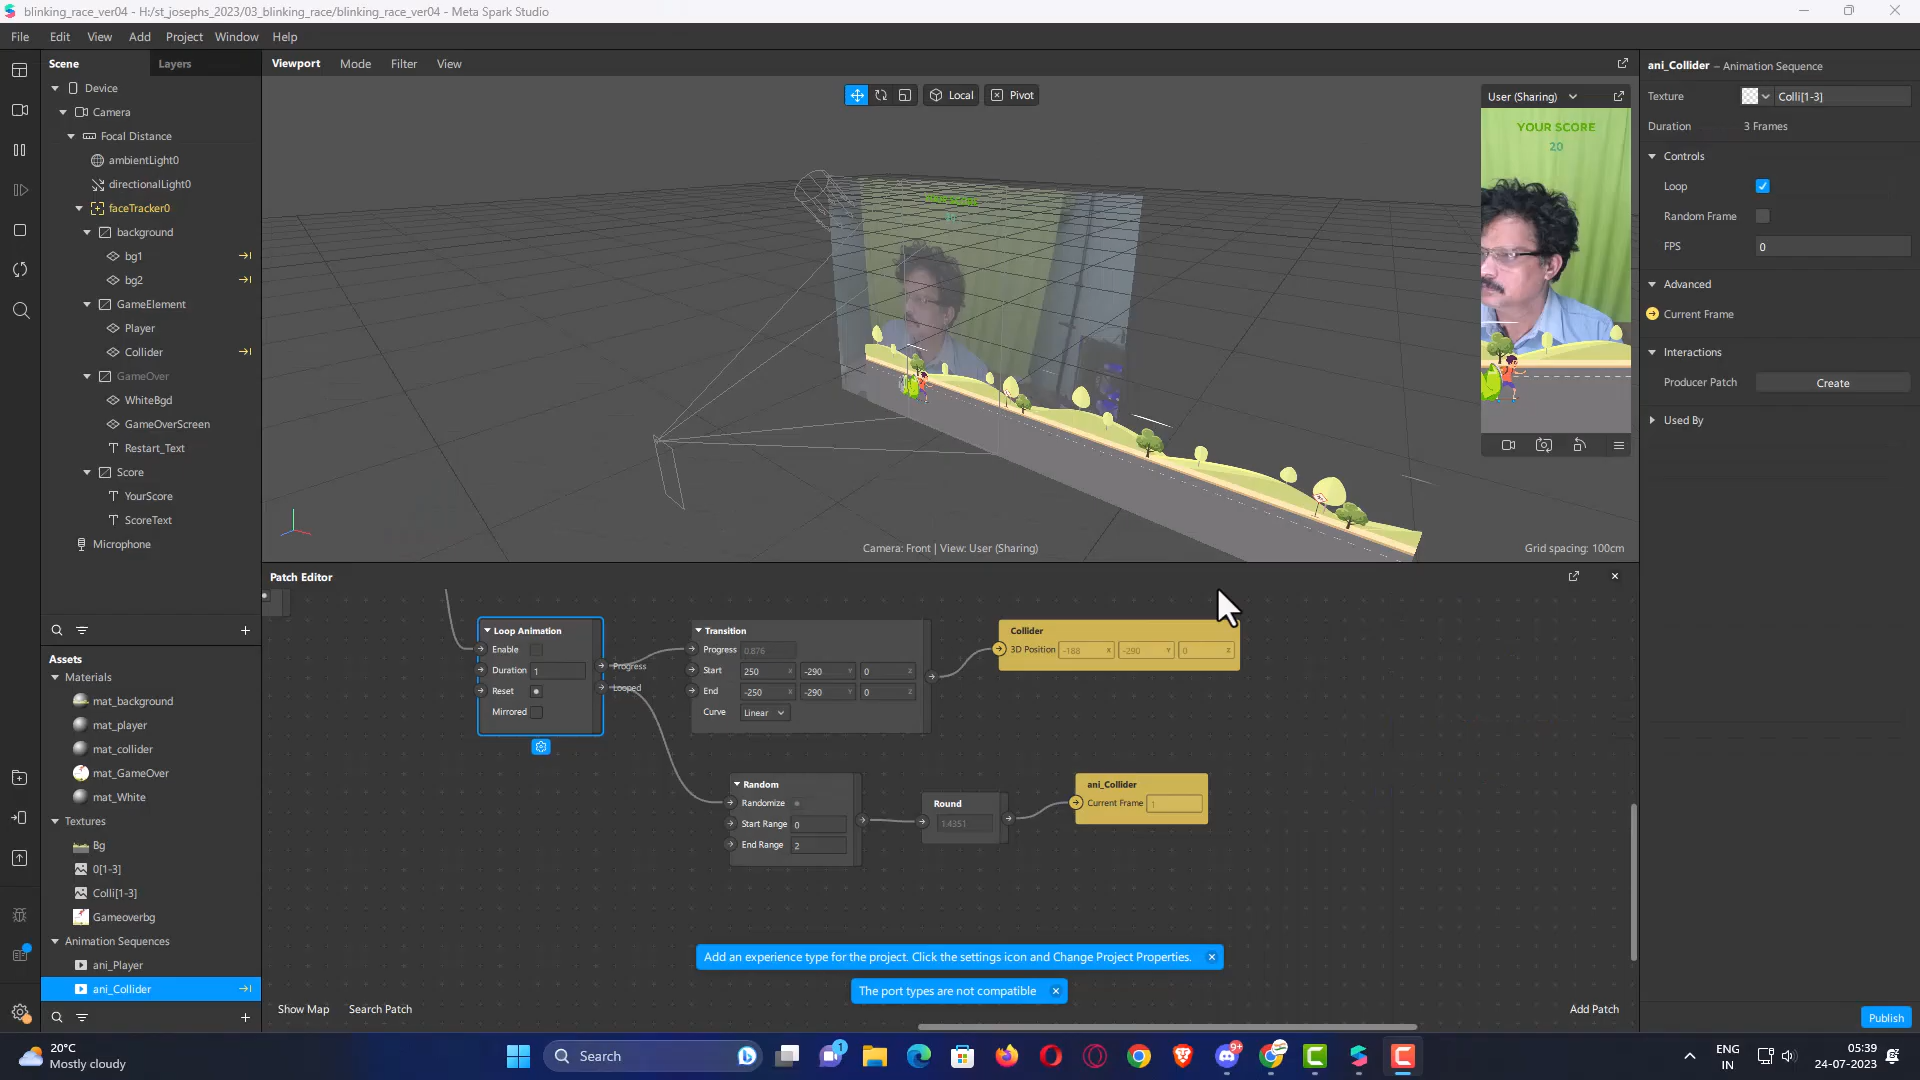 blinking_race_ver04 - H:/st_josephs_2023/03_blinking_race/blinking_race_ver04 - Meta Spark Studio
File Edit View Add Project Window Help
Scene Layers
Device
Camera
Focal Distance
ambientLight0
directionalLight0
faceTracker0
background
bg1
bg2
GameElement
Player
Collider
GameOver
WhiteBgd
GameOverScreen
Restart_Text
Score
YourScore
ScoreText
Microphone
Assets
Materials
mat_background
mat_player
mat_collider
mat_GameOver
mat_White
Textures
Bg
0[1-3]
Colli[1-3]
Gameoverbg
Animation Sequences
ani_Player
ani_Collider
Viewport Mode Filter View
Local Pivot
User (Sharing)
YOUR SCORE
20
Camera: Front | View: User (Sharing)
Grid spacing: 100cm
Patch Editor
Loop Animation
Enable
Duration 1
Reset
Mirrored
Progress
Looped
Transition
Progress 0.876
Start 250 X -290 Y 0 Z
End -250 X -290 Y 0 Z
Curve Linear
Collider
3D Position -188 X -290 Y 0 Z
Random
Randomize
Start Range 0
End Range 2
Round
1.4351
ani_Collider
Current Frame 1
Add an experience type for the project. Click the settings icon and Change Project Properties.
The port types are not compatible
Show Map Search Patch
Add Patch
ani_Collider – Animation Sequence
Texture Colli[1-3]
Duration 3 Frames
Controls
Loop
Random Frame
FPS 0
Advanced
Current Frame
Interactions
Producer Patch Create
Used By
Publish
20°C
Mostly cloudy
Search
1
9+
ENG
IN
05:39
24-07-2023